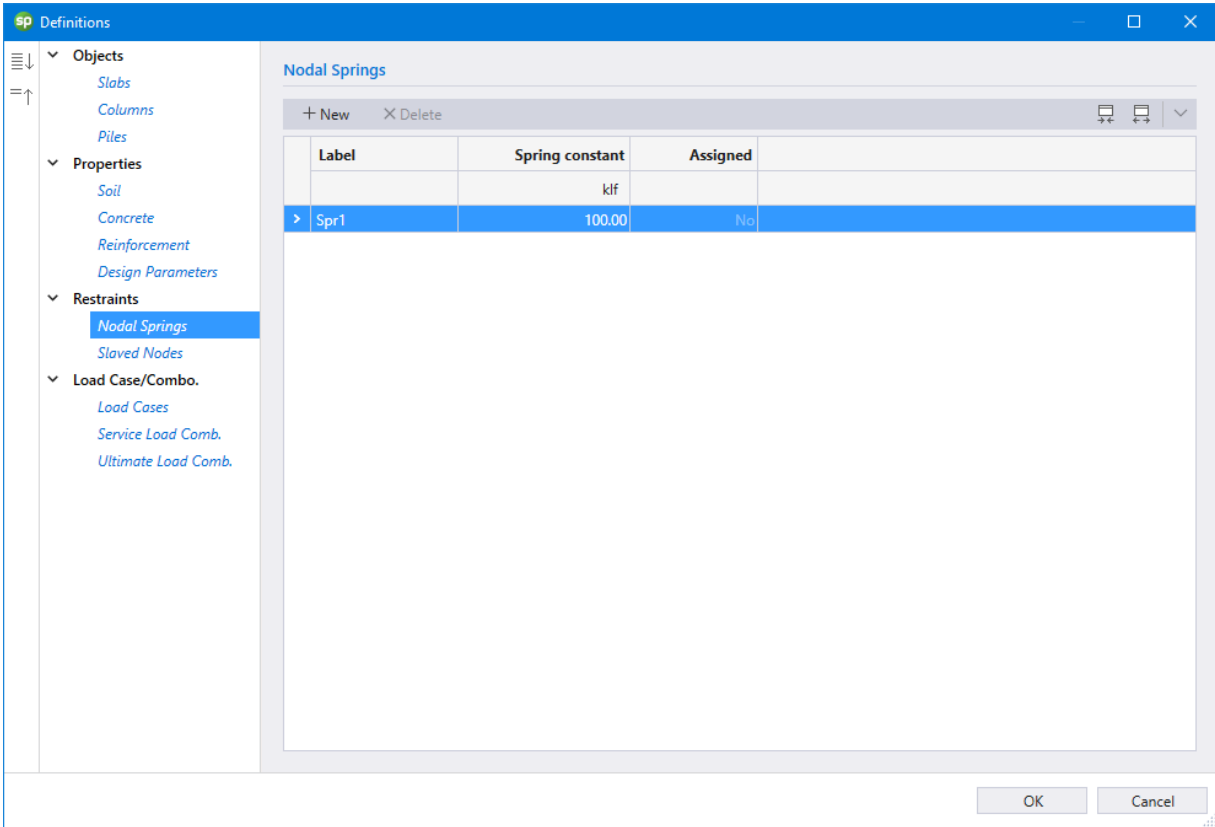 sp Definitions
Objects
Slabs
Columns
Piles
Properties
Soil
Concrete
Reinforcement
Design Parameters
Restraints
Nodal Springs
Slaved Nodes
Load Case/Combo.
Load Cases
Service Load Comb.
Ultimate Load Comb.
Nodal Springs
New Delete
Label Spring constant Assigned
klf
Spr1 100.00 No
OK Cancel